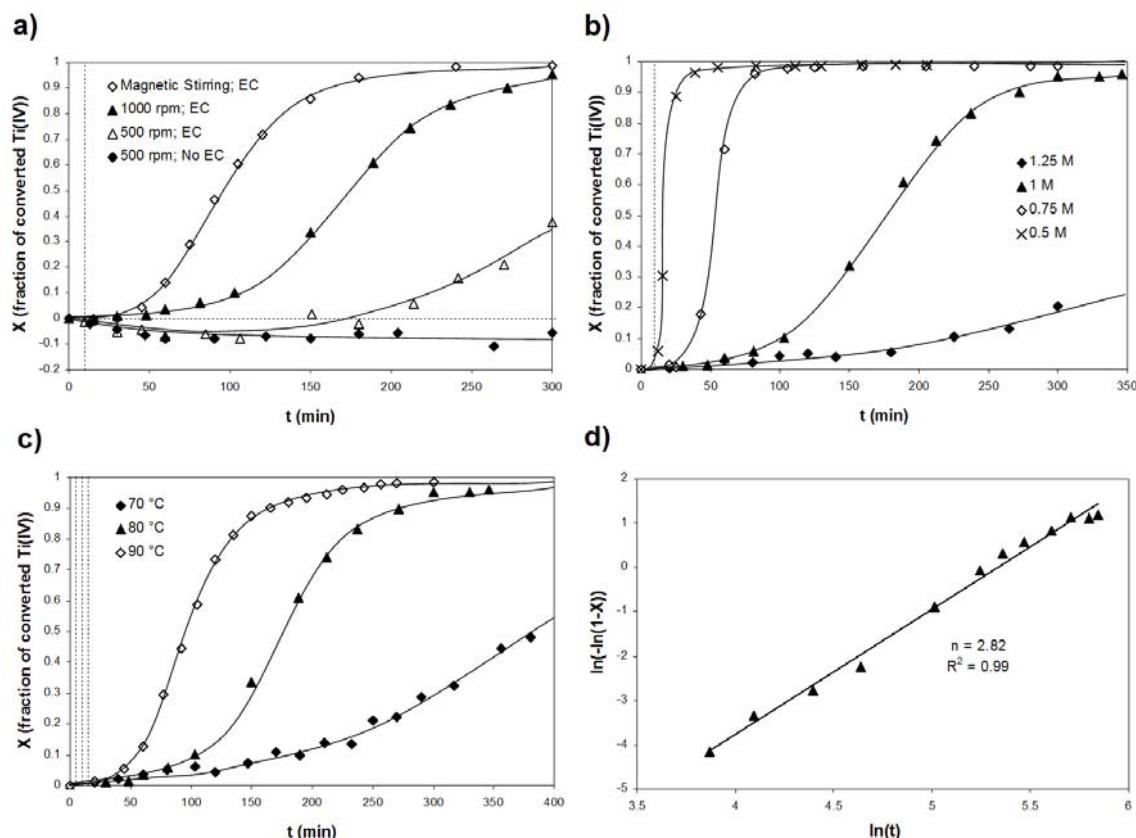 a)
X (fraction of converted Ti(IV))
1
0.9
0.8
0.7
0.6
0.5
0.4
0.3
0.2
0.1
0
-0.1
-0.2
Magnetic Stirring; EC
1000 rpm; EC
500 rpm; EC
500 rpm; No EC
0 50 100 150 200 250 300
t (min)
b)
X (fraction of converted Ti(IV))
1
0.9
0.8
0.7
0.6
0.5
0.4
0.3
0.2
0.1
0
1.25 M
1 M
0.75 M
0.5 M
0 50 100 150 200 250 300 350
t (min)
c)
X (fraction of converted Ti(IV))
1
0.9
0.8
0.7
0.6
0.5
0.4
0.3
0.2
0.1
0
70 °C
80 °C
90 °C
0 50 100 150 200 250 300 350 400
t (min)
d)
ln(-ln(1-X))
2
1
0
-1
-2
-3
-4
-5
n = 2.82
R² = 0.99
3.5 4 4.5 5 5.5 6
ln(t)